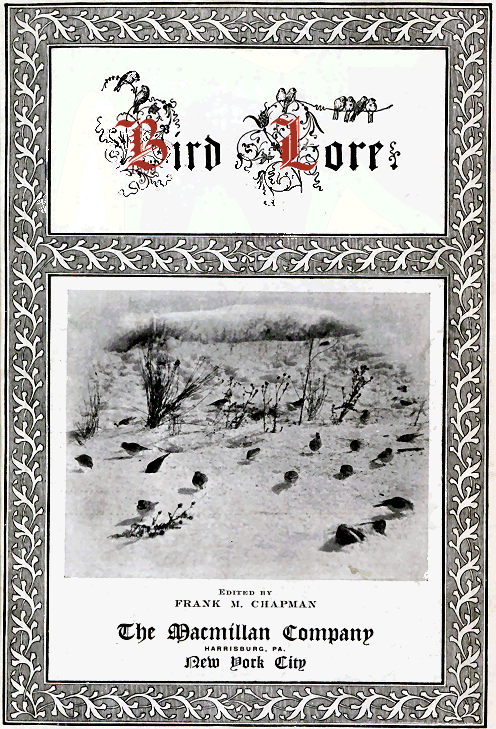 Bird Lore
EDITED BY
FRANK M. CHAPMAN
The Macmillan Company
HARRISBURG, PA.
New York City